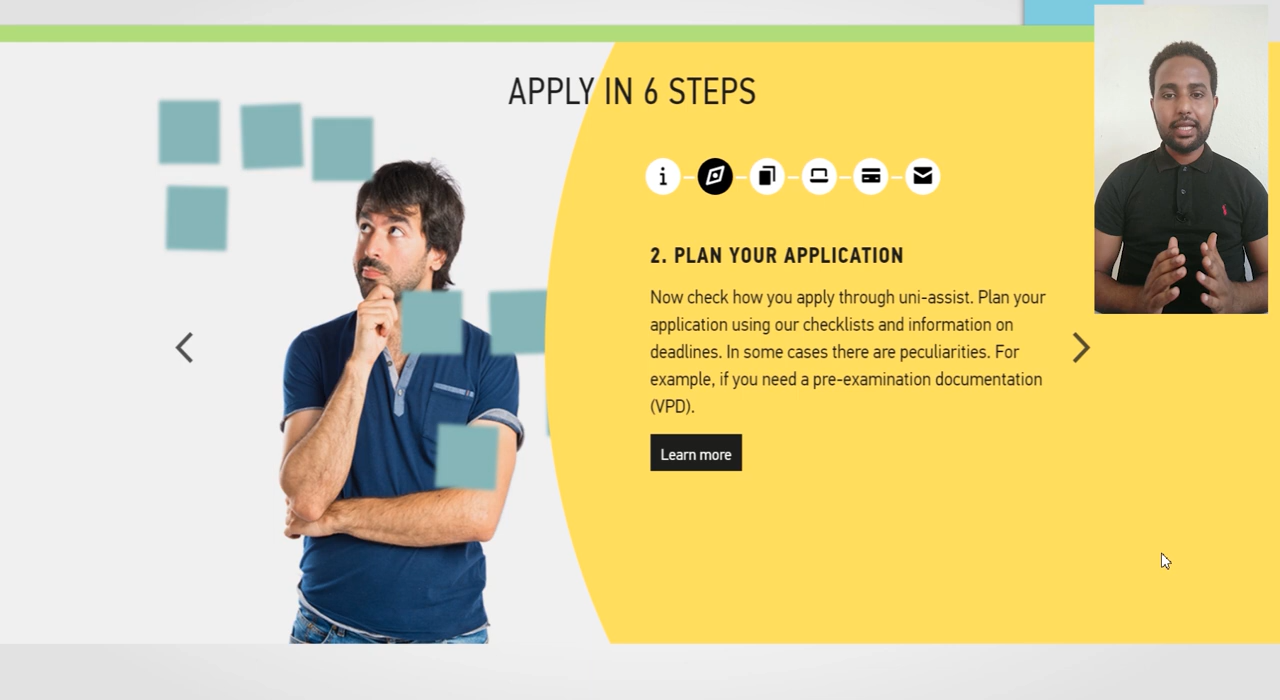 APPLY IN 6 STEPS
2. PLAN YOUR APPLICATION
Now check how you apply through uni-assist. Plan your
application using our checklists and information on
deadlines. In some cases there are peculiarities. For
example, if you need a pre-examination documentation
(VPD).
Learn more